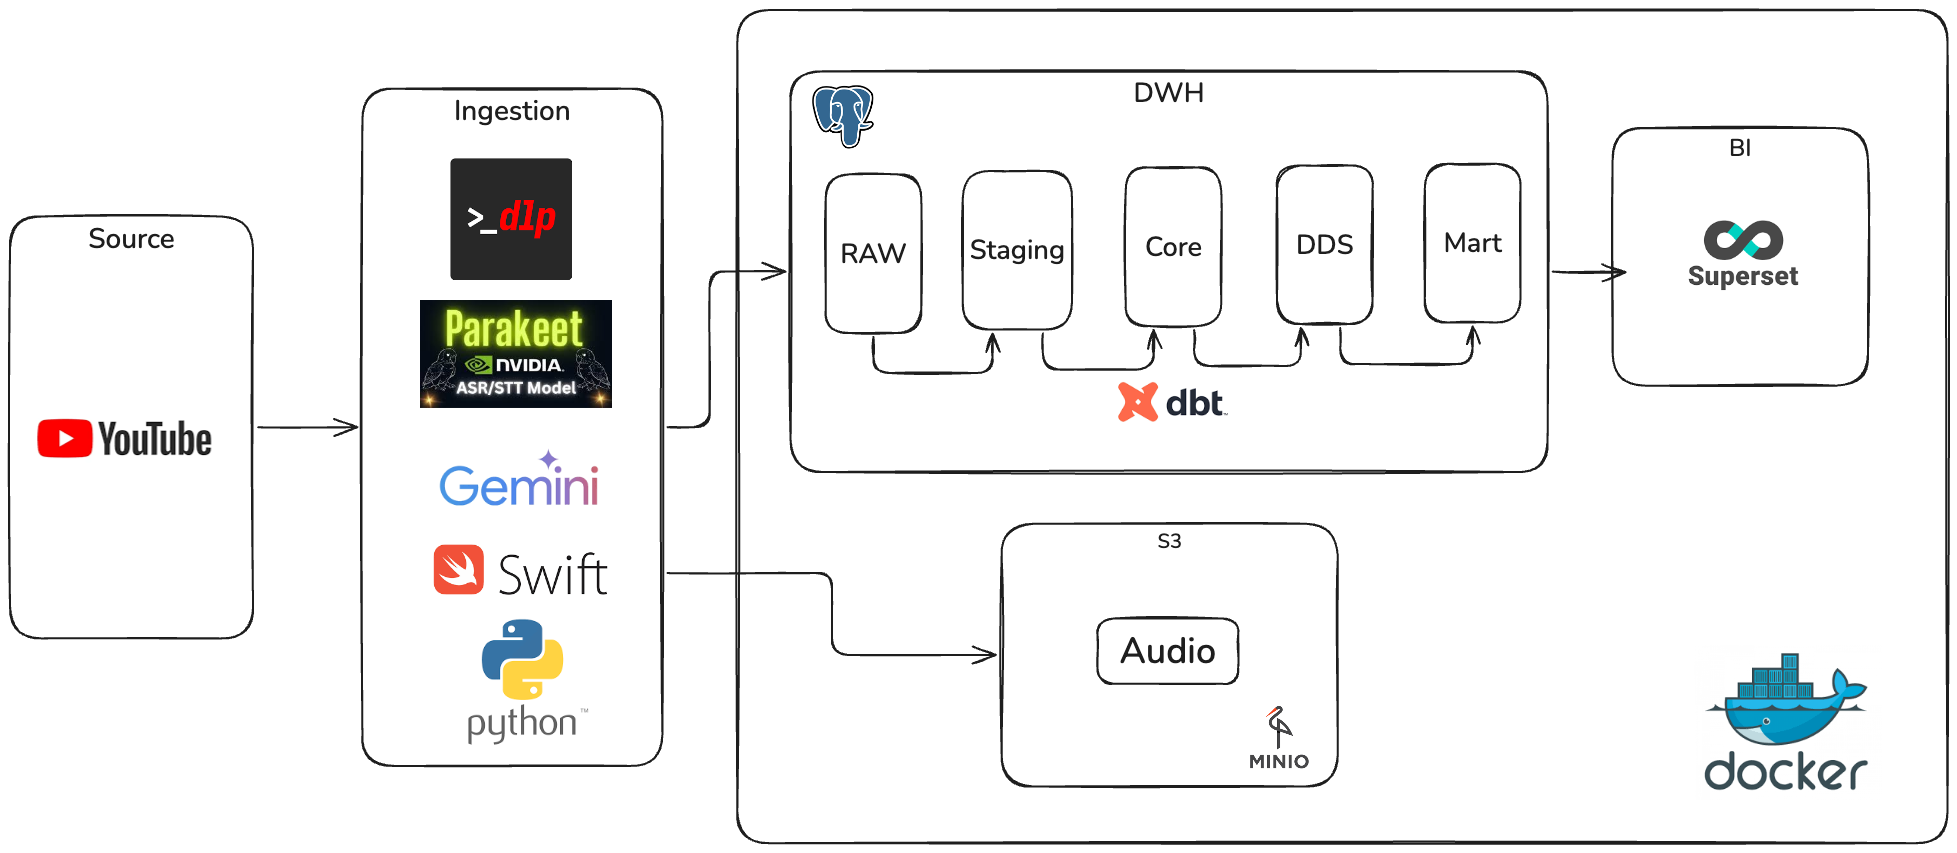 Source
YouTube
Ingestion
>_dlp
Parakeet
NVIDIA.
ASR/STT Model
Gemini
Swift
python™
DWH
RAW
Staging
Core
DDS
Mart
dbt™
BI
Superset
S3
Audio
MINIO
docker